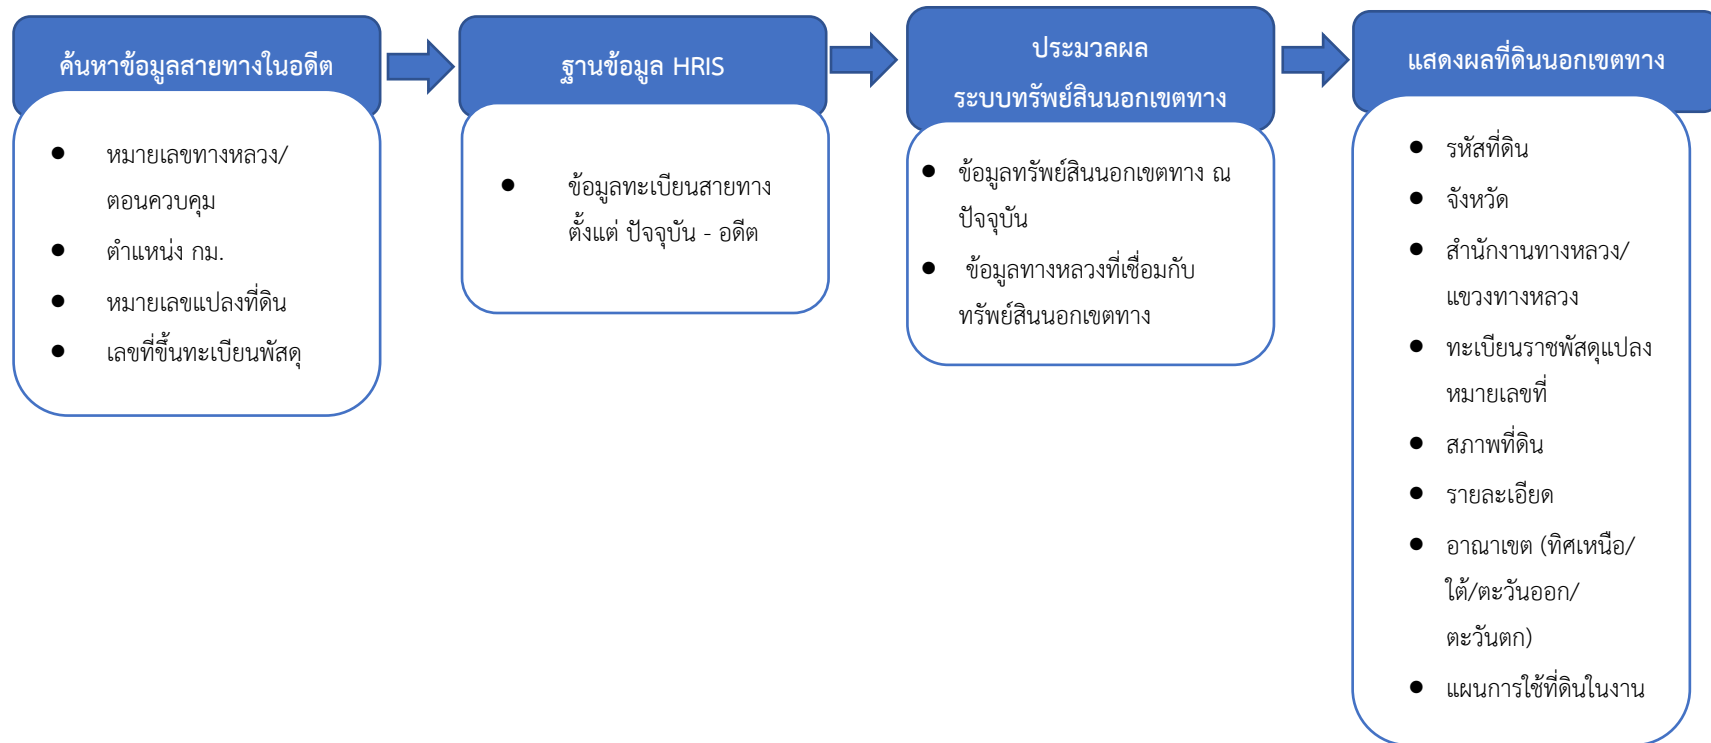 ค้นหาข้อมูลสายทางในอดีต
● หมายเลขทางหลวง/
ตอนควบคุม
● ตำแหน่ง กม.
● หมายเลขแปลงที่ดิน
● เลขที่ขึ้นทะเบียนพัสดุ
ฐานข้อมูล HRIS
● ข้อมูลทะเบียนสายทาง
ตั้งแต่ ปัจจุบัน - อดีต
ประมวลผล
ระบบทรัพย์สินนอกเขตทาง
● ข้อมูลทรัพย์สินนอกเขตทาง ณ
ปัจจุบัน
● ข้อมูลทางหลวงที่เชื่อมกับ
ทรัพย์สินนอกเขตทาง
แสดงผลที่ดินนอกเขตทาง
● รหัสที่ดิน
● จังหวัด
● สำนักงานทางหลวง/
แขวงทางหลวง
● ทะเบียนราชพัสดุแปลง
หมายเลขที่
● สภาพที่ดิน
● รายละเอียด
● อาณาเขต (ทิศเหนือ/
ใต้/ตะวันออก/
ตะวันตก)
● แผนการใช้ที่ดินในงาน